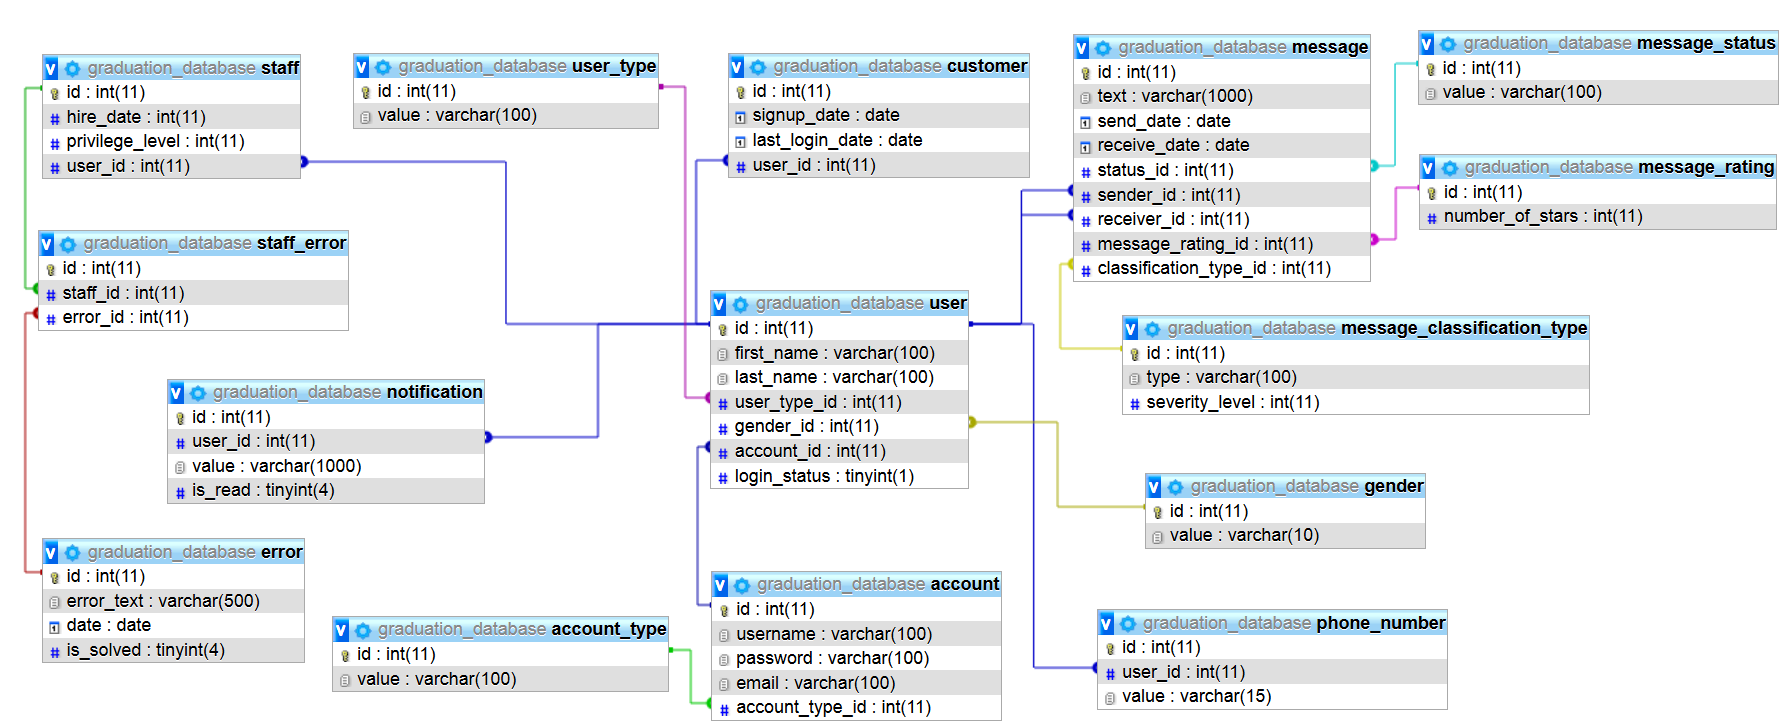 graduation_database staff
id : int(11)
hire_date : int(11)
privilege_level : int(11)
user_id : int(11)
graduation_database user_type
id : int(11)
value : varchar(100)
graduation_database customer
id : int(11)
signup_date : date
last_login_date : date
user_id : int(11)
graduation_database message
id : int(11)
text : varchar(1000)
send_date : date
receive_date : date
status_id : int(11)
sender_id : int(11)
receiver_id : int(11)
message_rating_id : int(11)
classification_type_id : int(11)
graduation_database message_status
id : int(11)
value : varchar(100)
graduation_database message_rating
id : int(11)
number_of_stars : int(11)
graduation_database staff_error
id : int(11)
staff_id : int(11)
error_id : int(11)
graduation_database user
id : int(11)
first_name : varchar(100)
last_name : varchar(100)
user_type_id : int(11)
gender_id : int(11)
account_id : int(11)
login_status : tinyint(1)
graduation_database message_classification_type
id : int(11)
type : varchar(100)
severity_level : int(11)
graduation_database notification
id : int(11)
user_id : int(11)
value : varchar(1000)
is_read : tinyint(4)
graduation_database gender
id : int(11)
value : varchar(10)
graduation_database error
id : int(11)
error_text : varchar(500)
date : date
is_solved : tinyint(4)
graduation_database account_type
id : int(11)
value : varchar(100)
graduation_database account
id : int(11)
username : varchar(100)
password : varchar(100)
email : varchar(100)
account_type_id : int(11)
graduation_database phone_number
id : int(11)
user_id : int(11)
value : varchar(15)